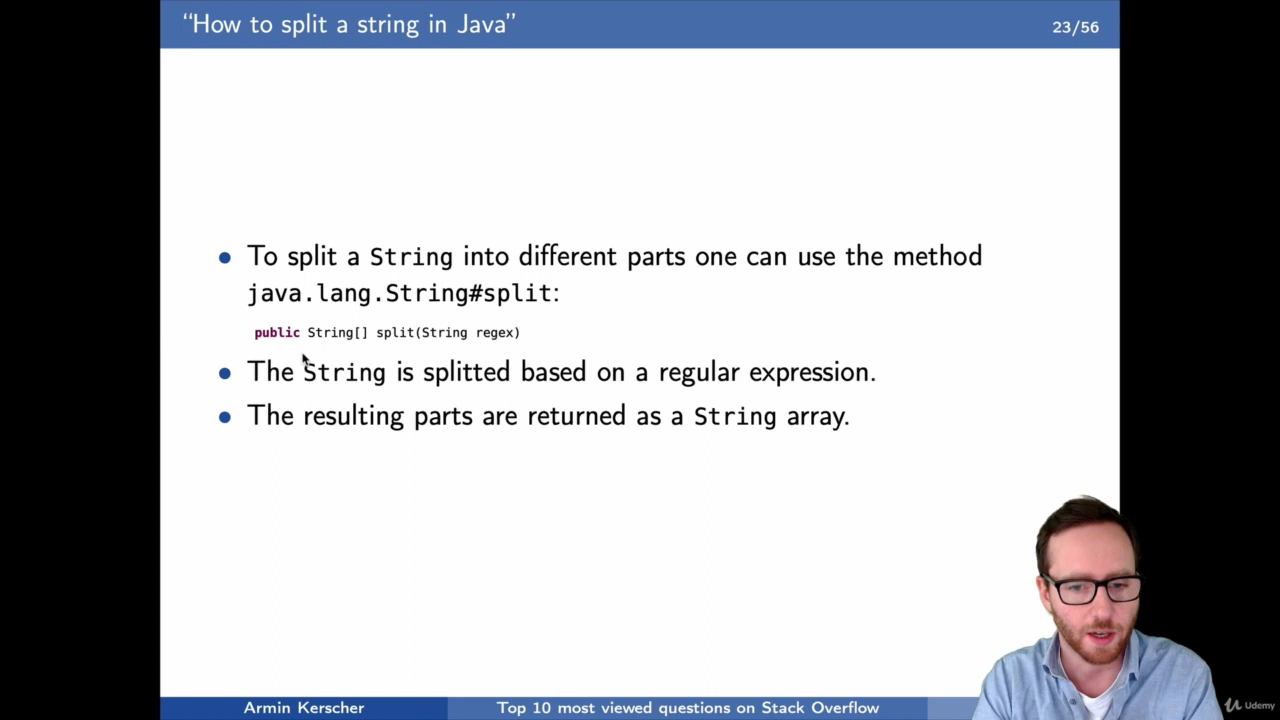 “How to split a string in Java”
23/56
• To split a String into different parts one can use the method
java.lang.String#split:
public String[] split(String regex)
• The String is splitted based on a regular expression.
• The resulting parts are returned as a String array.
Armin Kerscher
Top 10 most viewed questions on Stack Overflow
Udemy